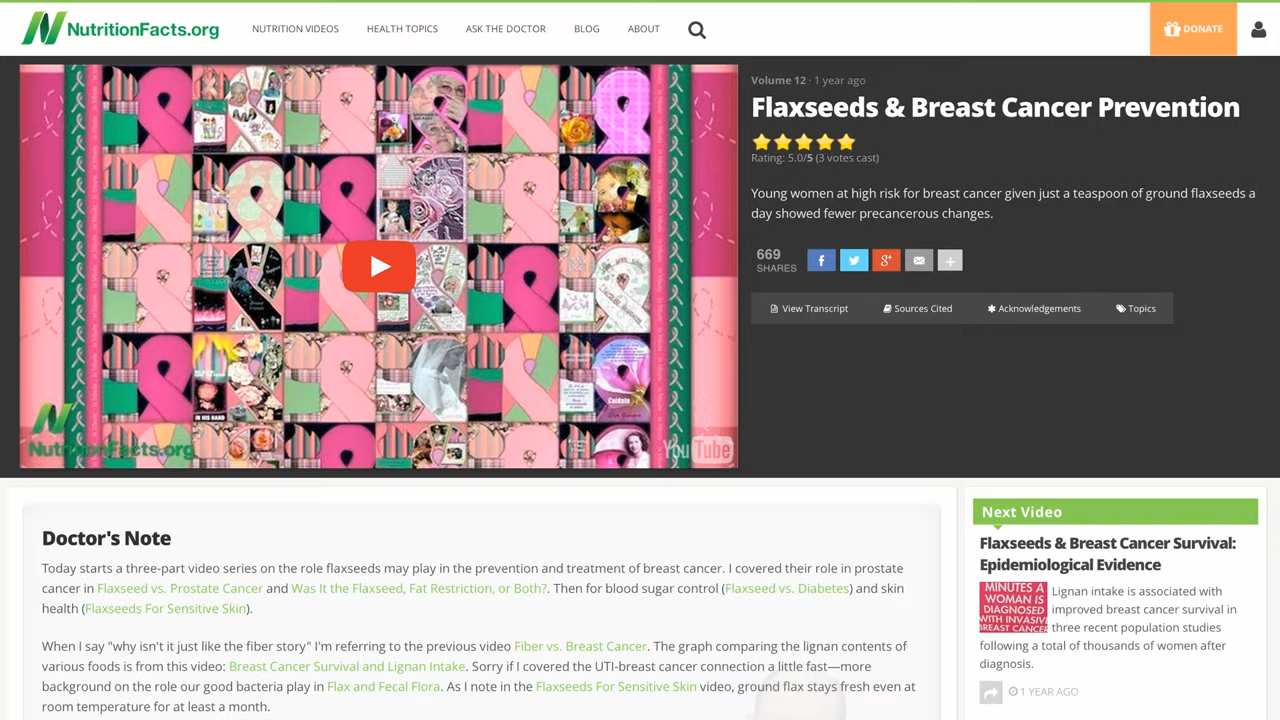 NutritionFacts.org
NUTRITION VIDEOS HEALTH TOPICS ASK THE DOCTOR BLOG ABOUT
DONATE
Volume 12 · 1 year ago
Flaxseeds & Breast Cancer Prevention
Rating: 5.0/5 (3 votes cast)
Young women at high risk for breast cancer given just a teaspoon of ground flaxseeds a
day showed fewer precancerous changes.
669
SHARES
View Transcript Sources Cited Acknowledgements Topics
IN HIS HAND
NutritionFacts.org
YouTube
Doctor's Note
Today starts a three-part video series on the role flaxseeds may play in the prevention and treatment of breast cancer. I covered their role in prostate
cancer in Flaxseed vs. Prostate Cancer and Was It the Flaxseed, Fat Restriction, or Both?. Then for blood sugar control (Flaxseed vs. Diabetes) and skin
health (Flaxseeds For Sensitive Skin).
When I say "why isn't it just like the fiber story" I'm referring to the previous video Fiber vs. Breast Cancer. The graph comparing the lignan contents of
various foods is from this video: Breast Cancer Survival and Lignan Intake. Sorry if I covered the UTI-breast cancer connection a little fast—more
background on the role our good bacteria play in Flax and Fecal Flora. As I note in the Flaxseeds For Sensitive Skin video, ground flax stays fresh even at
room temperature for at least a month.
Next Video
Flaxseeds & Breast Cancer Survival:
Epidemiological Evidence
MINUTES A
WOMAN IS
DIAGNOSED
WITH INVASIVE
BREAST CANCER
Lignan intake is associated with
improved breast cancer survival in
three recent population studies
following a total of thousands of women after
diagnosis.
1 YEAR AGO